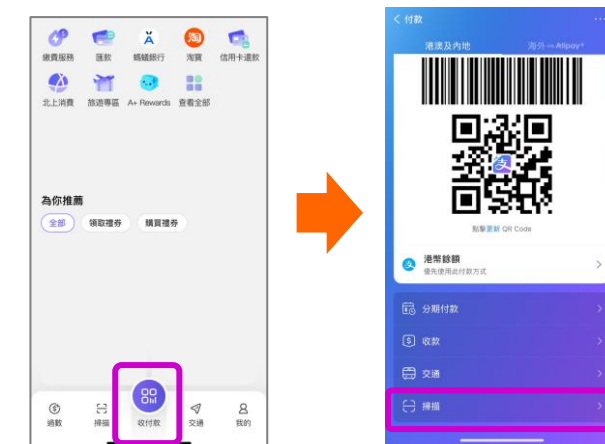 繳費服務
匯款
螞蟻銀行
淘寶
信用卡還款
北上消費
旅遊專區
A+ Rewards
查看全部
為你推薦
全部
領取禮券
購買禮券
過數
掃描
收付款
交通
我的
付款
港澳及內地
海外 Alipay+
點擊更新 QR Code
港幣餘額
優先使用此付款方式
分期付款
收款
交通
掃描